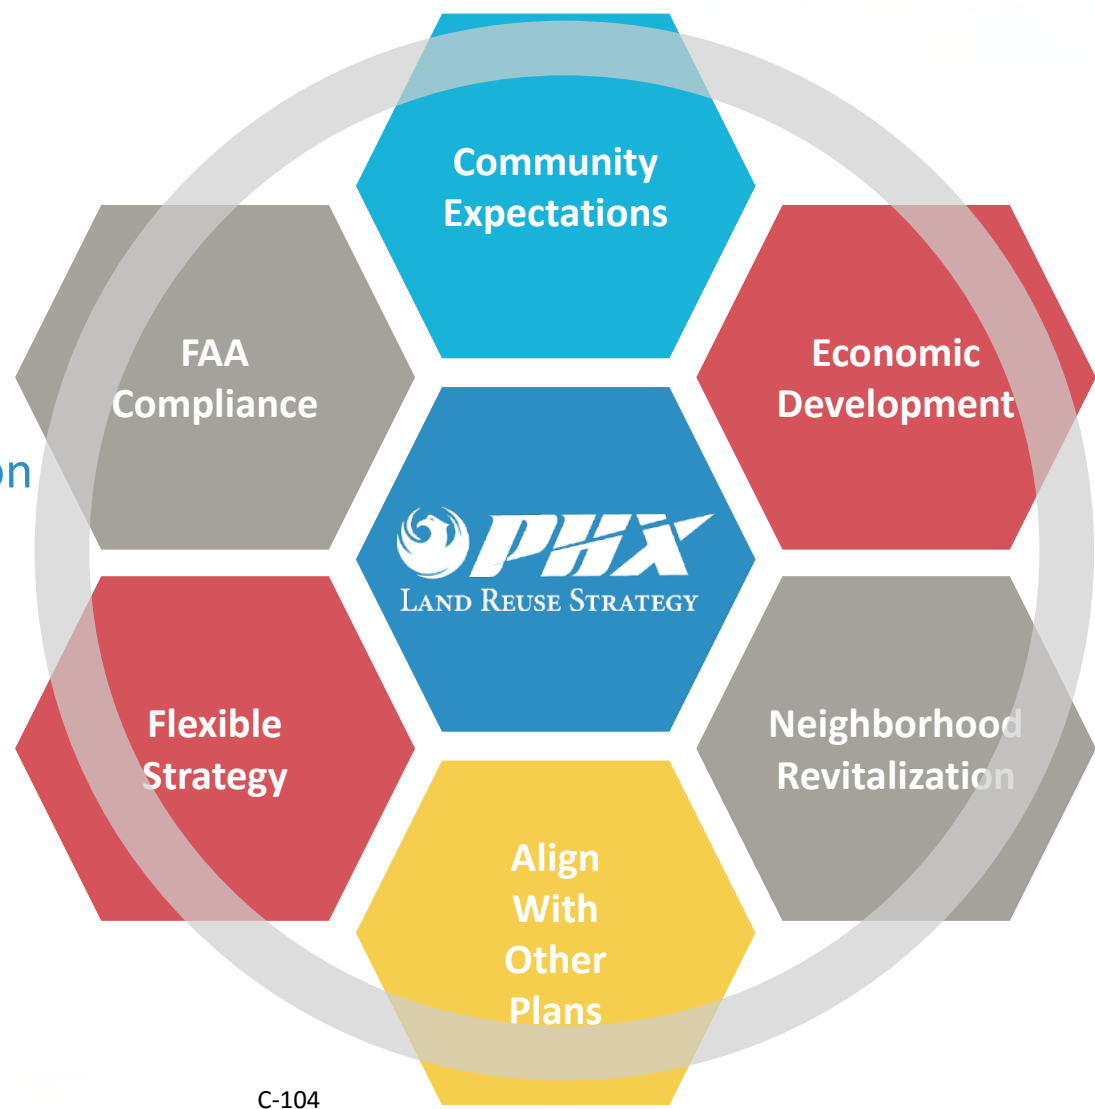 Community
Expectations
FAA
Compliance
Economic
Development
on
PHX
LAND REUSE STRATEGY
Flexible
Strategy
Neighborhood
Revitalization
Align
With
Other
Plans
C-104